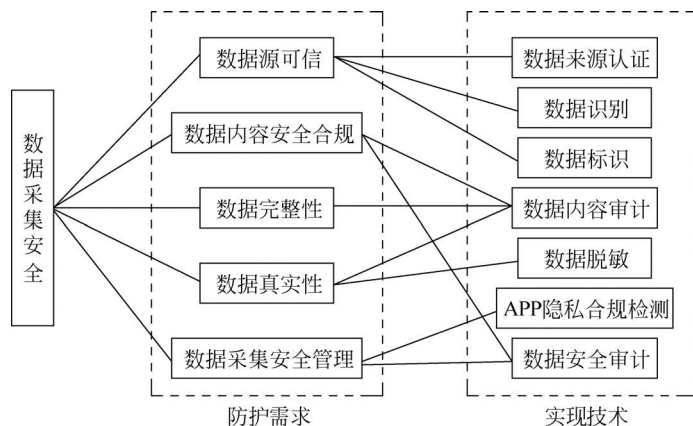 数据采集安全
数据源可信
数据内容安全合规
数据完整性
数据真实性
数据采集安全管理
防护需求
数据来源认证
数据识别
数据标识
数据内容审计
数据脱敏
APP隐私合规检测
数据安全审计
实现技术